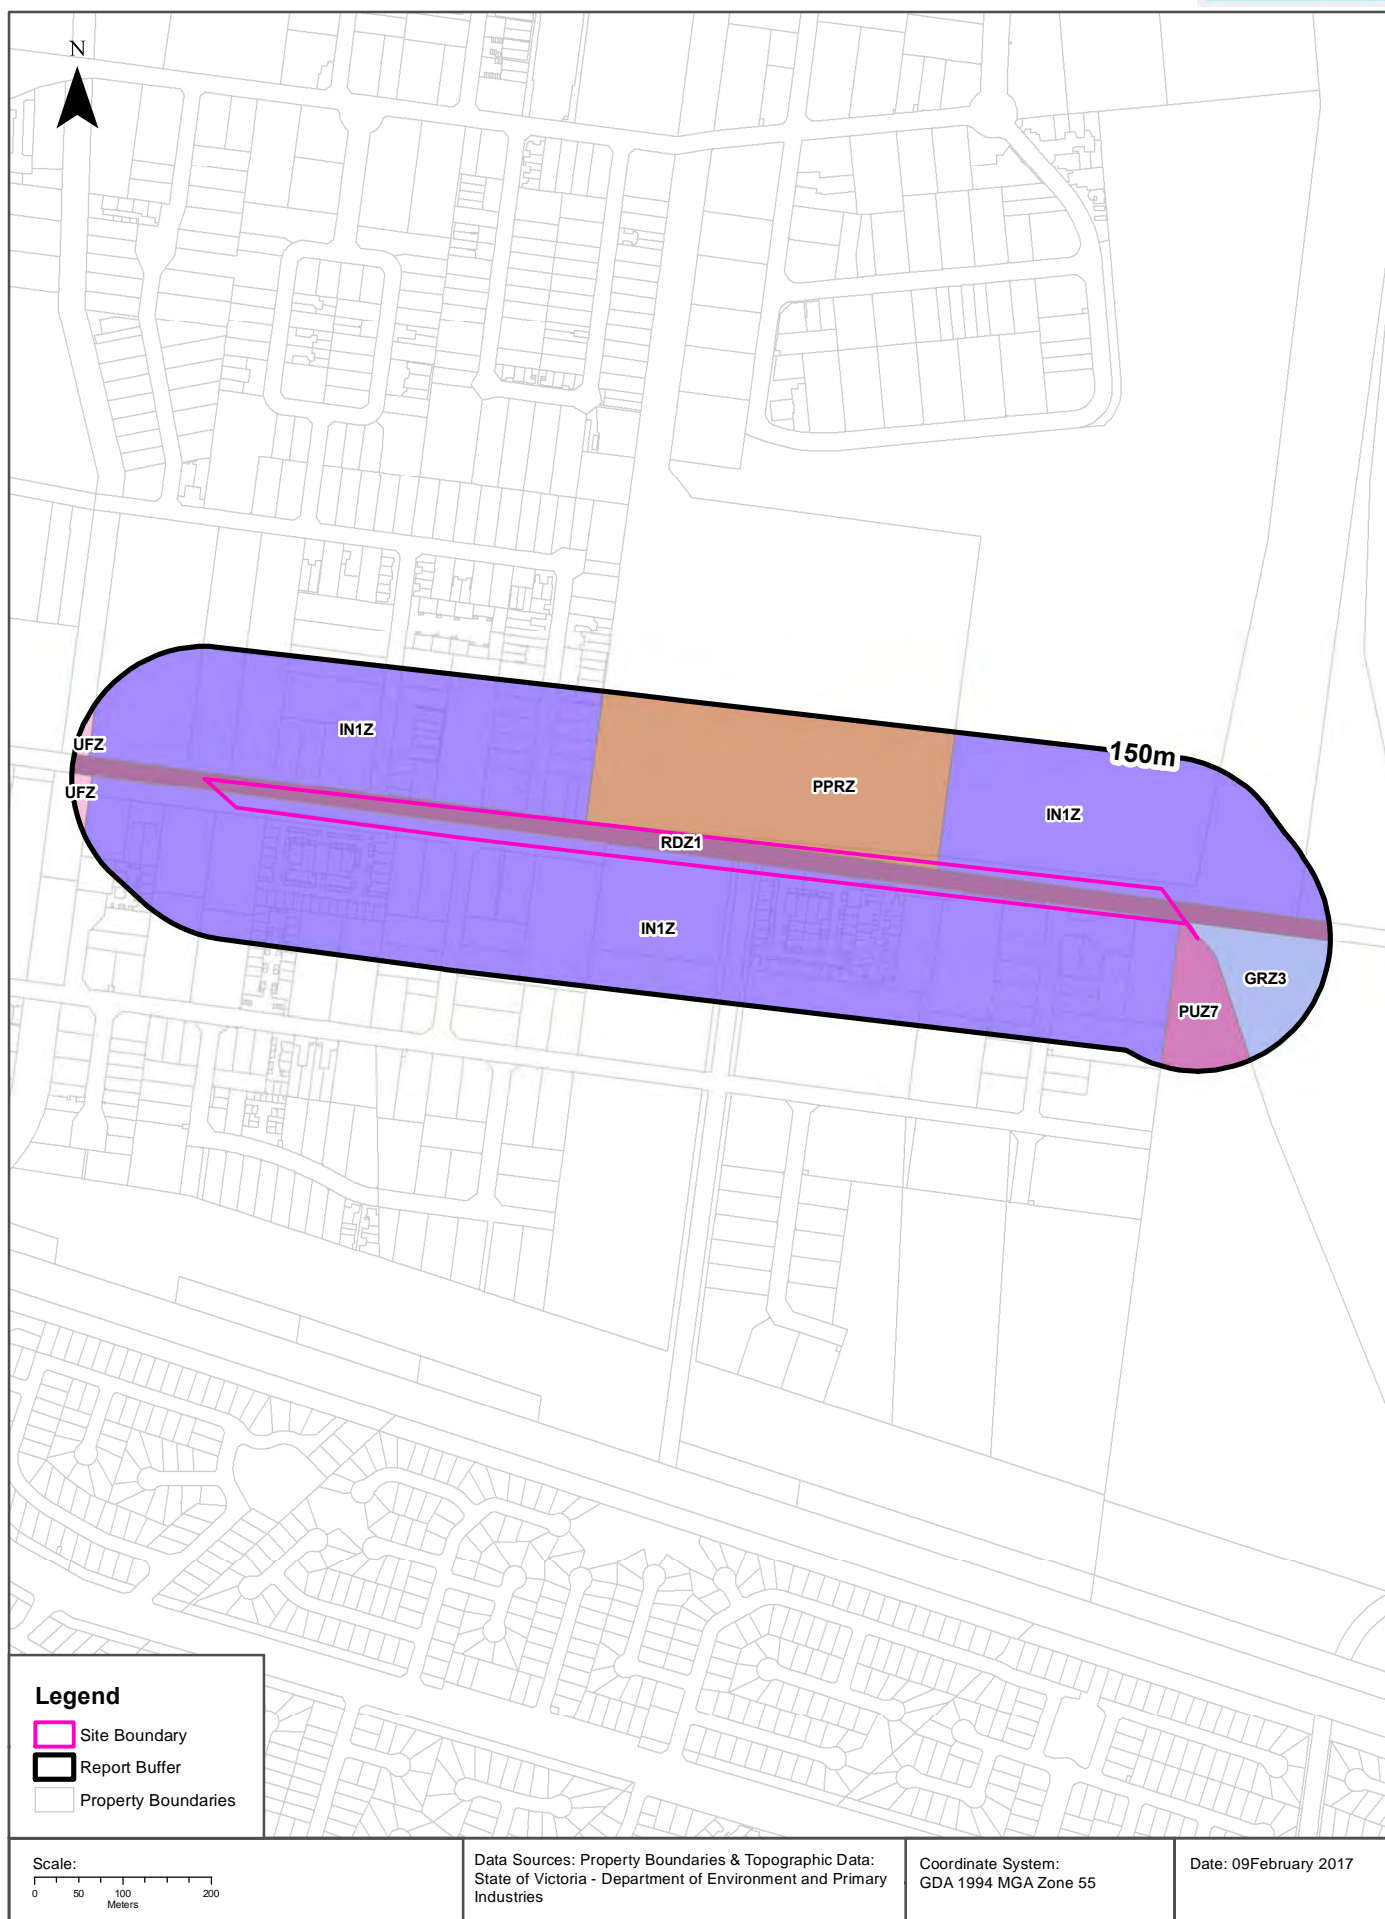 N
150m
IN1Z
UFZ
PPRZ
UFZ
IN1Z
RDZ1
IN1Z
GRZ3
PUZ7
Legend
Site Boundary
Report Buffer
Property Boundaries
Scale:
0 50 100 200
Meters
Data Sources: Property Boundaries & Topographic Data:
State of Victoria - Department of Environment and Primary
Industries
Coordinate System:
GDA 1994 MGA Zone 55
Date: 09February 2017